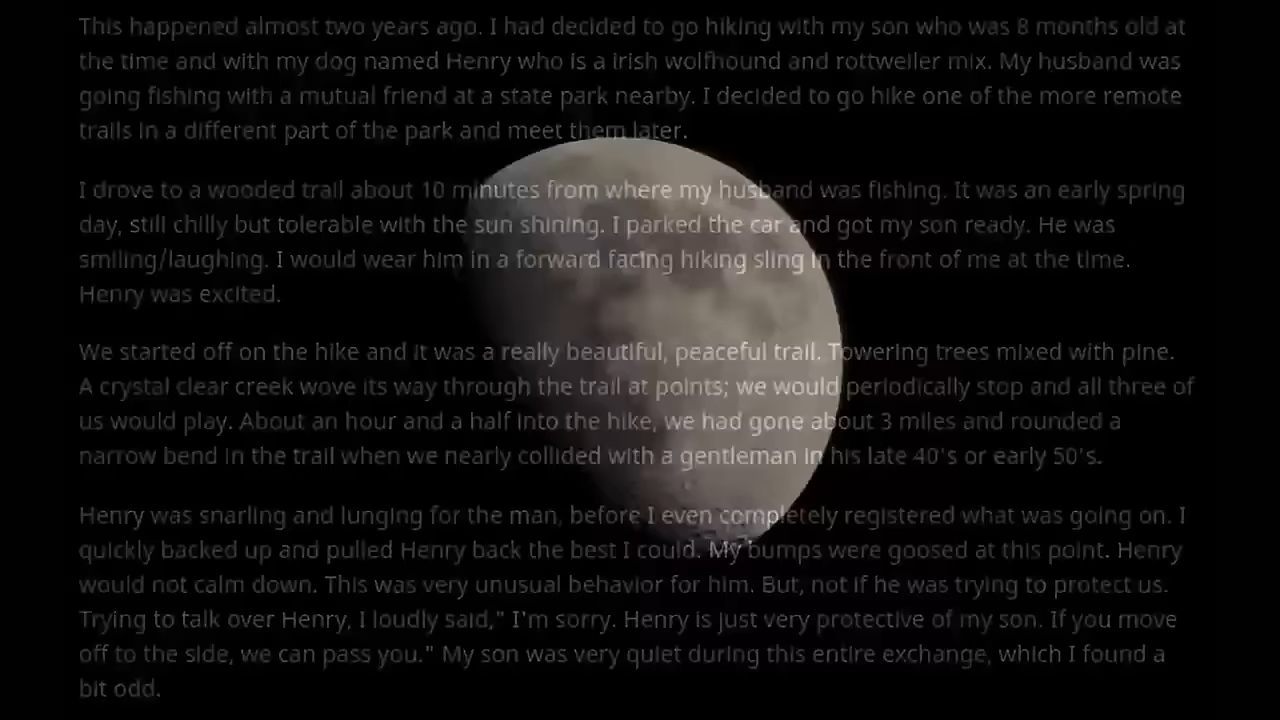 This happened almost two years ago. I had decided to go hiking with my son who was 8 months old at
the time and with my dog named Henry who is a irish wolfhound and rottweiler mix. My husband was
going fishing with a mutual friend at a state park nearby. I decided to go hike one of the more remote
trails in a different part of the park and meet them later.
I drove to a wooded trail about 10 minutes from where my husband was fishing. It was an early spring
day, still chilly but tolerable with the sun shining. I parked the car and got my son ready. He was
smiling/laughing. I would wear him in a forward facing hiking sling in the front of me at the time.
Henry was excited.
We started off on the hike and it was a really beautiful, peaceful trail. Towering trees mixed with pine.
A crystal clear creek wove its way through the trail at points; we would periodically stop and all three of
us would play. About an hour and a half into the hike, we had gone about 3 miles and rounded a
narrow bend in the trail when we nearly collided with a gentleman in his late 40's or early 50's.
Henry was snarling and lunging for the man, before I even completely registered what was going on. I
quickly backed up and pulled Henry back the best I could. My bumps were goosed at this point. Henry
would not calm down. This was very unusual behavior for him. But, not if he was trying to protect us.
Trying to talk over Henry, I loudly said," I'm sorry. Henry is just very protective of my son. If you move
off to the side, we can pass you." My son was very quiet during this entire exchange, which I found a
bit odd.